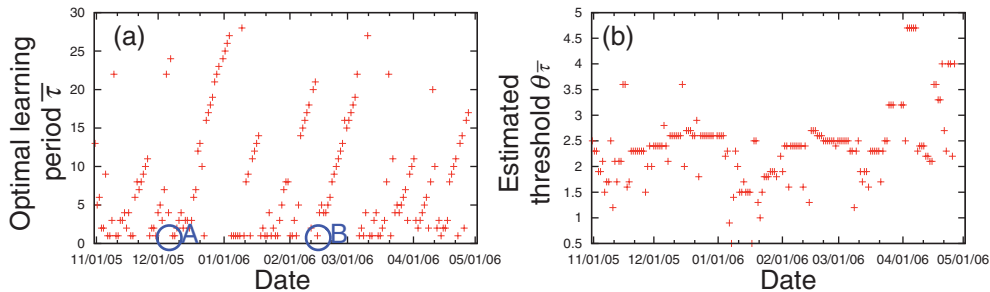 (a)
Optimal learning
period τ̅
30
25
20
15
10
5
0
A
B
11/01/05 12/01/05 01/01/06 02/01/06 03/01/06 04/01/06 05/01/06
Date
(b)
Estimated
threshold θτ̅
5
4.5
4
3.5
3
2.5
2
1.5
1
0.5
11/01/05 12/01/05 01/01/06 02/01/06 03/01/06 04/01/06 05/01/06
Date